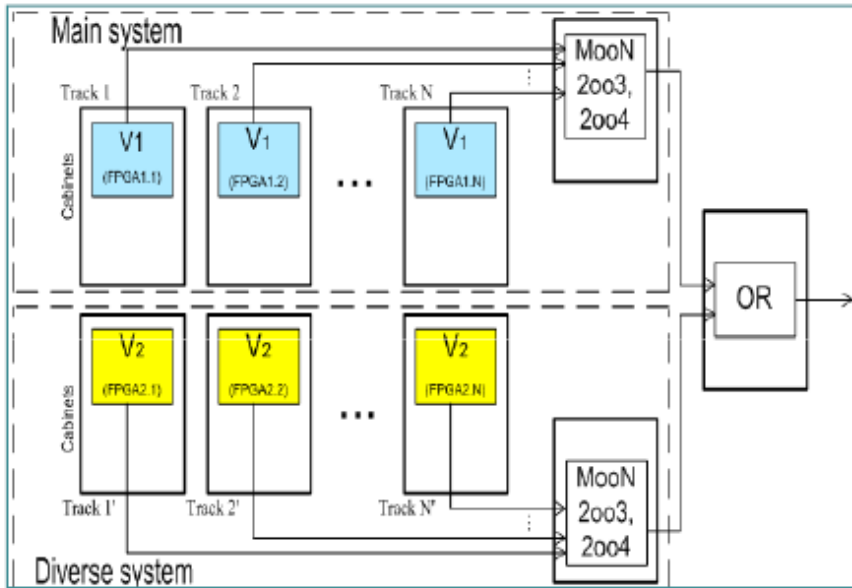 Main system
Track 1
Track 2
Track N
MooN
2oo3,
2oo4
Cabinets
V1
(FPGA1.1)
V1
(FPGA1.2)
...
V1
(FPGA1.N)
OR
Cabinets
V2
(FPGA2.1)
V2
(FPGA2.2)
...
V2
(FPGA2.N)
Track 1'
Track 2'
Track N'
MooN
2oo3,
2oo4
Diverse system